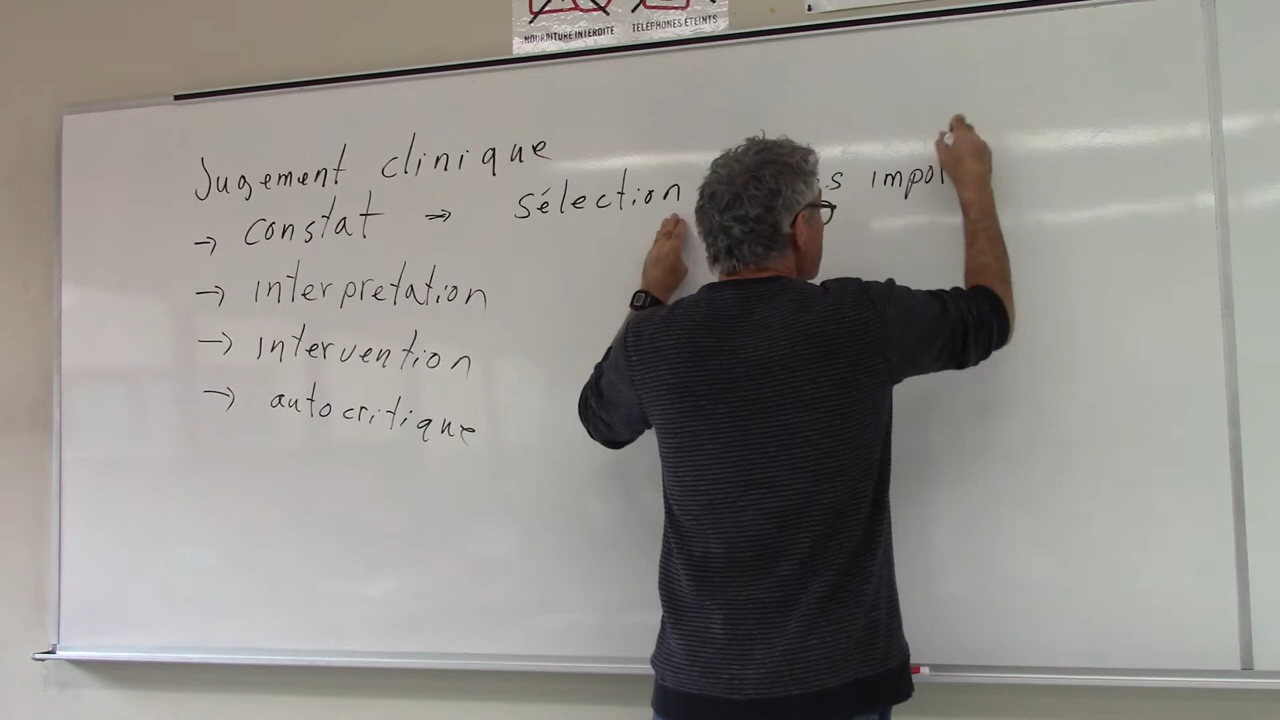 NOURRITURE INTERDITE
TÉLÉPHONES ÉTEINTS
Jugement clinique
→ constat ⇒ sélection
→ interpretation
→ intervention
→ autocritique